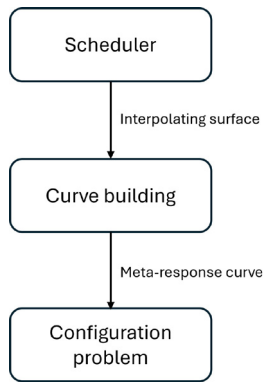 Scheduler
Interpolating surface
Curve building
Meta-response curve
Configuration
problem